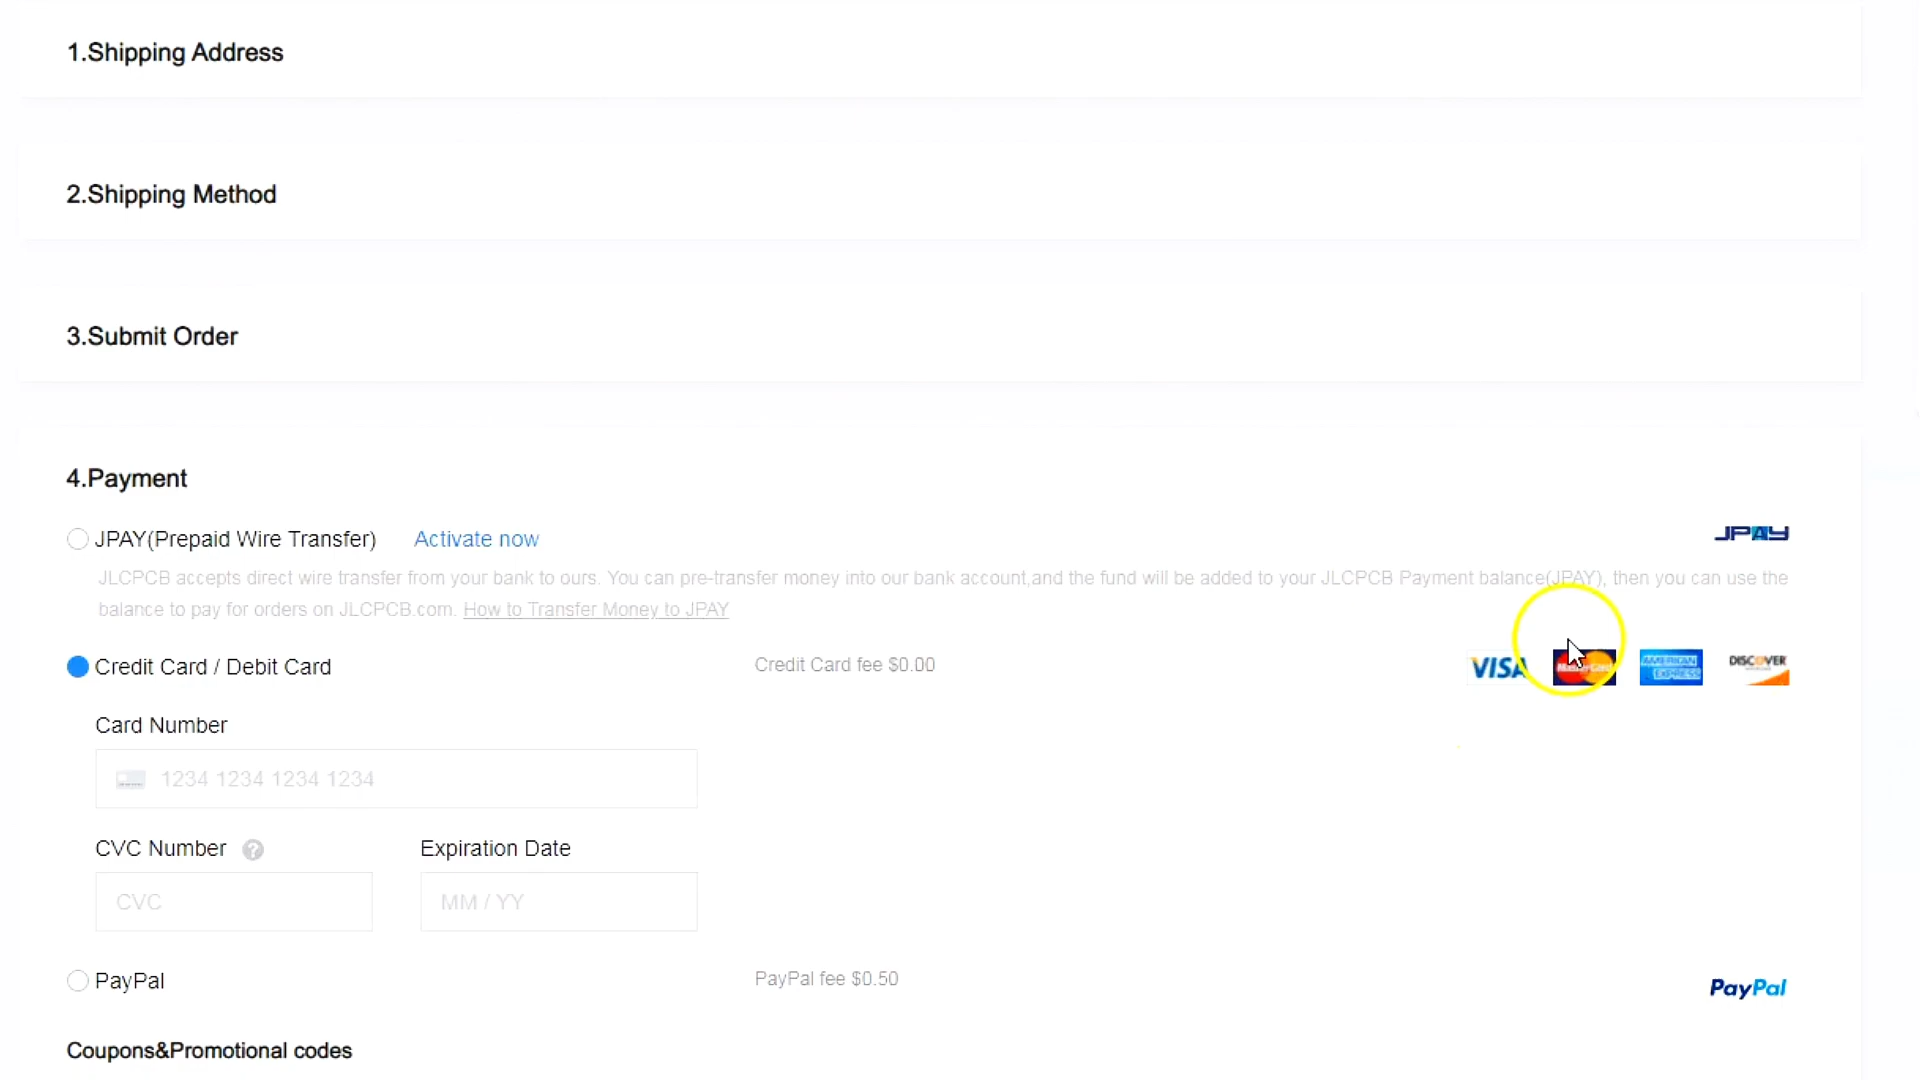 1.Shipping Address
2.Shipping Method
3.Submit Order
4.Payment
JPAY(Prepaid Wire Transfer) Activate now JPAY
JLCPCB accepts direct wire transfer from your bank to ours. You can pre-transfer money into our bank account,and the fund will be added to your JLCPCB Payment balance(JPAY), then you can use the
balance to pay for orders on JLCPCB.com. How to Transfer Money to JPAY
Credit Card / Debit Card Credit Card fee $0.00 VISA MasterCard AMERICAN EXPRESS DISCOVER
Card Number
1234 1234 1234 1234
CVC Number ? Expiration Date
CVC MM / YY
PayPal PayPal fee $0.50 PayPal
Coupons&Promotional codes